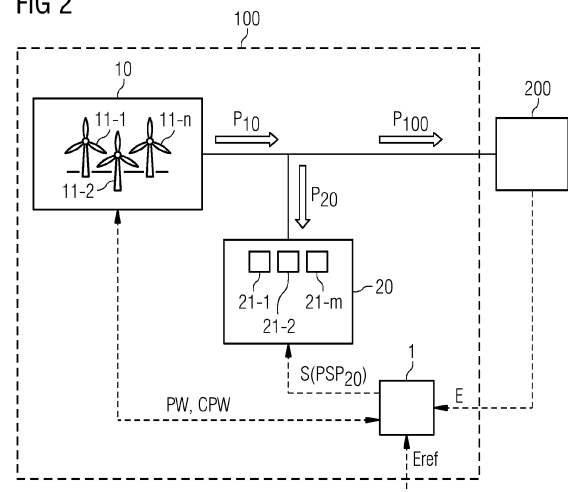 FIG 2
100
10
200
11-1
11-n
11-2
P10
P100
P20
21-1
21-2
21-m
20
S(PSP20)
1
PW, CPW
E
Eref